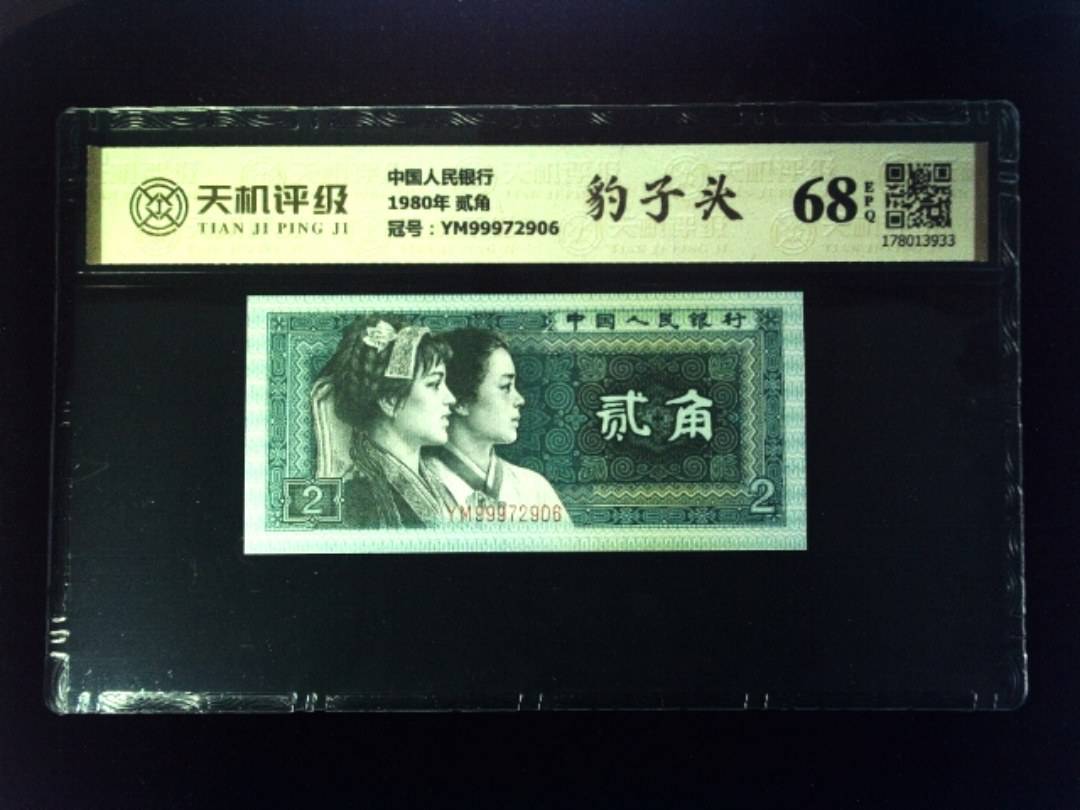 天机评级
TIAN JI PING JI
中国人民银行
1980年 贰角
冠号：YM99972906
豹子头
68
EPQ
178013933
中国人民银行
贰角
2
YM99972906
2